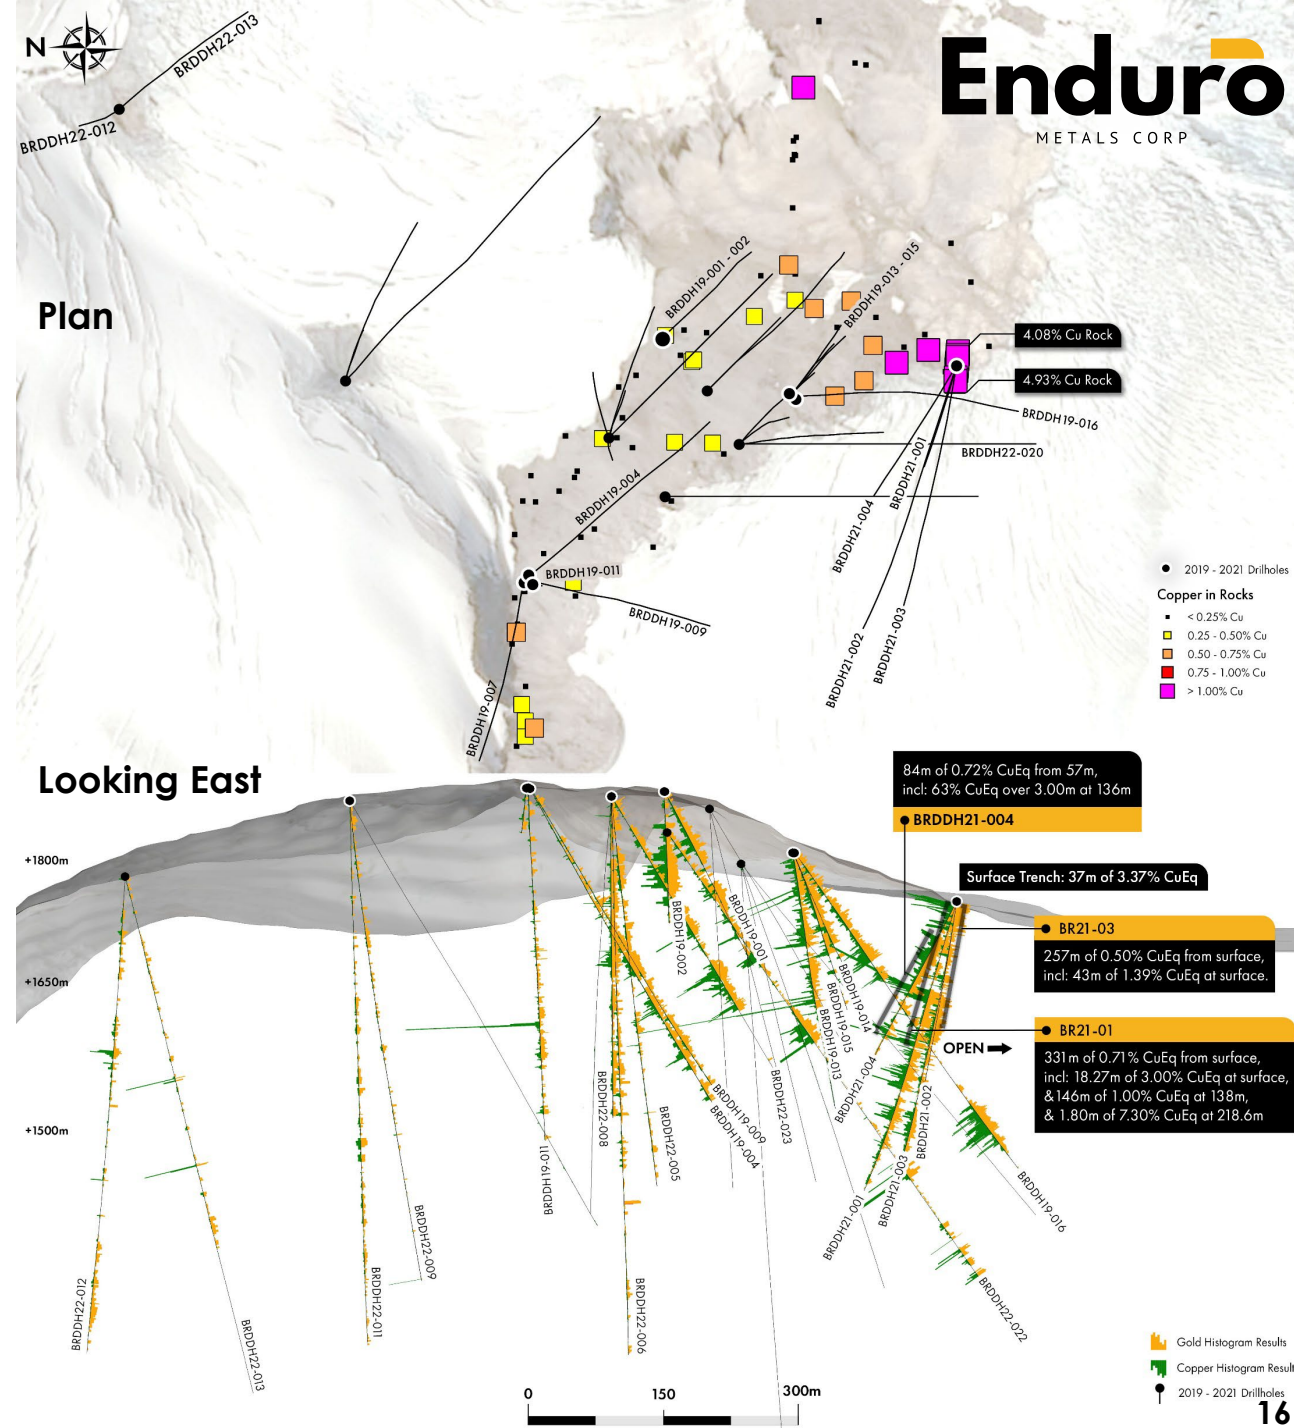 N
BRDDH22-013
BRDDH22-012
Enduro
METALS CORP
Plan
BRDDH19-001 - 002
BRDDH19-013 - 015
4.08% Cu Rock
4.93% Cu Rock
BRDDH19-016
BRDDH22-020
BRDDH21-001
BRDDH21-004
BRDDH19-004
BRDDH19-011
BRDDH19-009
BRDDH21-002
BRDDH21-003
BRDDH19-007
2019 - 2021 Drilholes
Copper in Rocks
< 0.25% Cu
0.25 - 0.50% Cu
0.50 - 0.75% Cu
0.75 - 1.00% Cu
> 1.00% Cu
Looking East
84m of 0.72% CuEq from 57m,
incl: 63% CuEq over 3.00m at 136m
BRDDH21-004
Surface Trench: 37m of 3.37% CuEq
BR21-03
257m of 0.50% CuEq from surface,
incl: 43m of 1.39% CuEq at surface.
BR21-01
331m of 0.71% CuEq from surface,
incl: 18.27m of 3.00% CuEq at surface,
&146m of 1.00% CuEq at 138m,
& 1.80m of 7.30% CuEq at 218.6m
OPEN
+1800m
+1650m
+1500m
BRDDH19-002
BRDDH19-001
BRDDH19-014
BRDDH19-015
BRDDH19-013
BRDDH21-004
BRDDH21-002
BRDDH22-008
BRDDH22-005
BRDDH19-009
BRDDH19-004
BRDDH22-023
BRDDH19-011
BRDDH21-003
BRDDH21-001
BRDDH19-016
BRDDH22-009
BRDDH22-011
BRDDH22-012
BRDDH22-013
BRDDH22-006
BRDDH22-022
Gold Histogram Results
Copper Histogram Result
2019 - 2021 Drillholes
0 150 300m
16